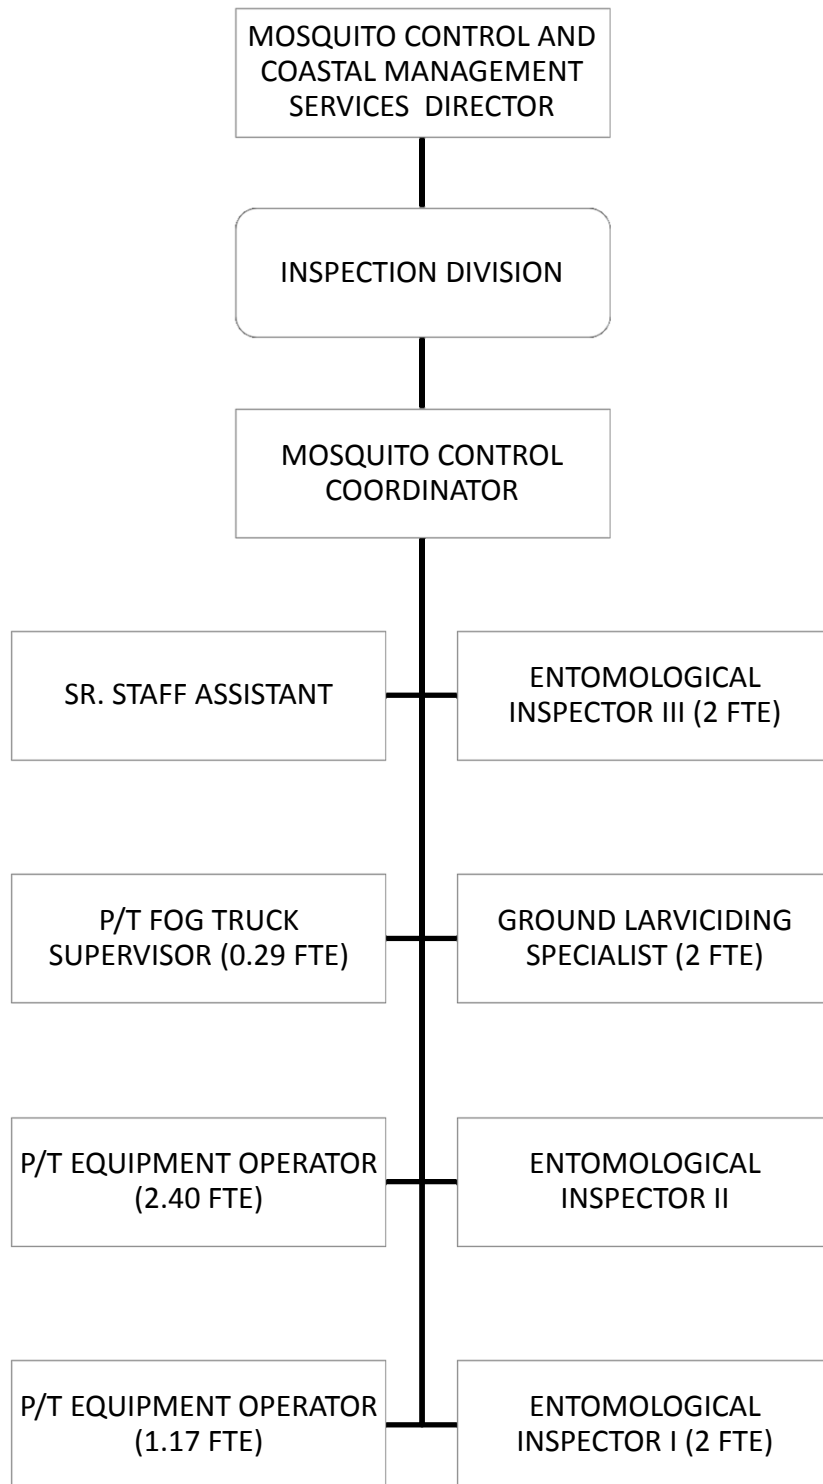 MOSQUITO CONTROL AND
COASTAL MANAGEMENT
SERVICES DIRECTOR
INSPECTION DIVISION
MOSQUITO CONTROL
COORDINATOR
SR. STAFF ASSISTANT
ENTOMOLOGICAL
INSPECTOR III (2 FTE)
P/T FOG TRUCK
SUPERVISOR (0.29 FTE)
GROUND LARVICIDING
SPECIALIST (2 FTE)
P/T EQUIPMENT OPERATOR
(2.40 FTE)
ENTOMOLOGICAL
INSPECTOR II
P/T EQUIPMENT OPERATOR
(1.17 FTE)
ENTOMOLOGICAL
INSPECTOR I (2 FTE)